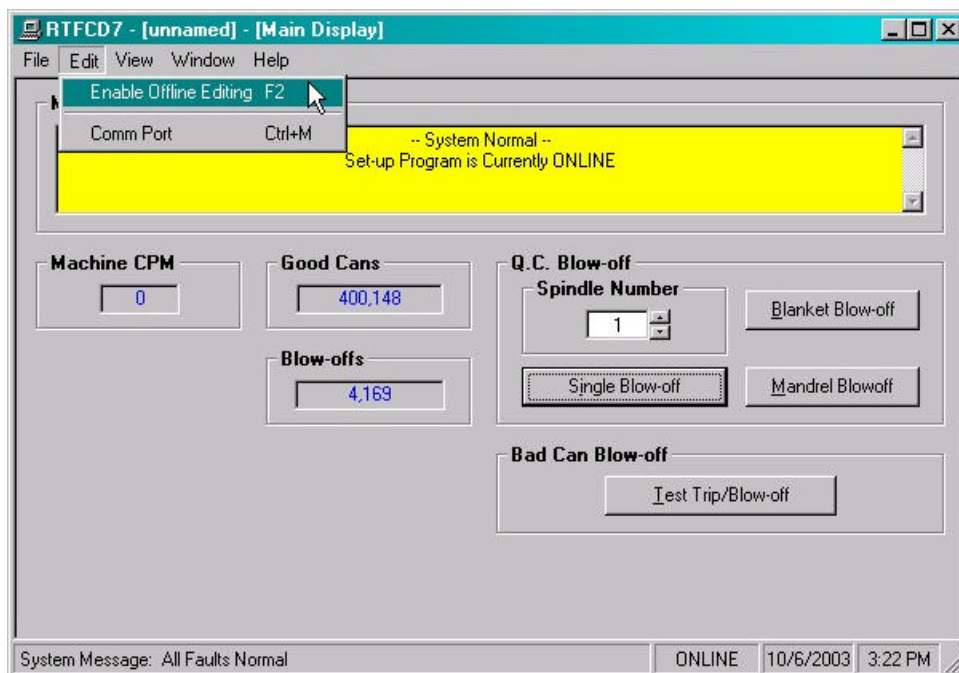 RTFCD7 - [unnamed] - [Main Display]
File Edit View Window Help
Enable Offline Editing F2
Comm Port Ctrl+M
-- System Normal --
Set-up Program is Currently ONLINE
Machine CPM
0
Good Cans
400,148
Blow-offs
4,169
Q.C. Blow-off
Spindle Number
1
Blanket Blow-off
Single Blow-off
Mandrel Blowoff
Bad Can Blow-off
Test Trip/Blow-off
System Message: All Faults Normal
ONLINE
10/6/2003
3:22 PM